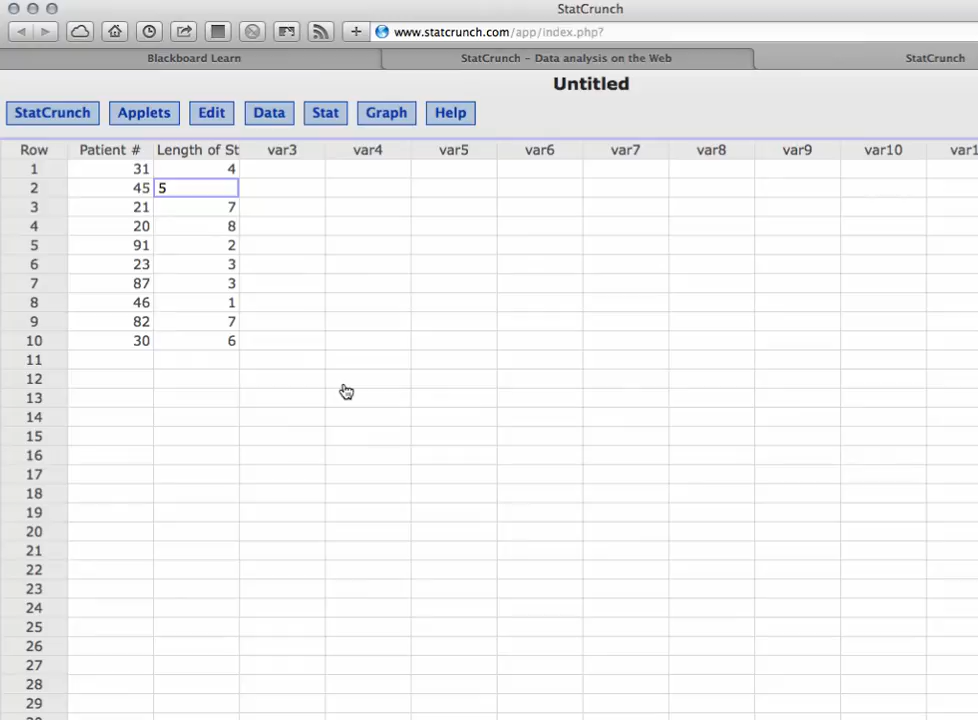 StatCrunch
www.statcrunch.com/app/index.php?
Blackboard Learn StatCrunch – Data analysis on the Web StatCrunch
Untitled
StatCrunch Applets Edit Data Stat Graph Help
Row Patient # Length of St var3 var4 var5 var6 var7 var8 var9 var10 var1
1 31 4
2 45 5
3 21 7
4 20 8
5 91 2
6 23 3
7 87 3
8 46 1
9 82 7
10 30 6
11
12
13
14
15
16
17
18
19
20
21
22
23
24
25
26
27
28
29